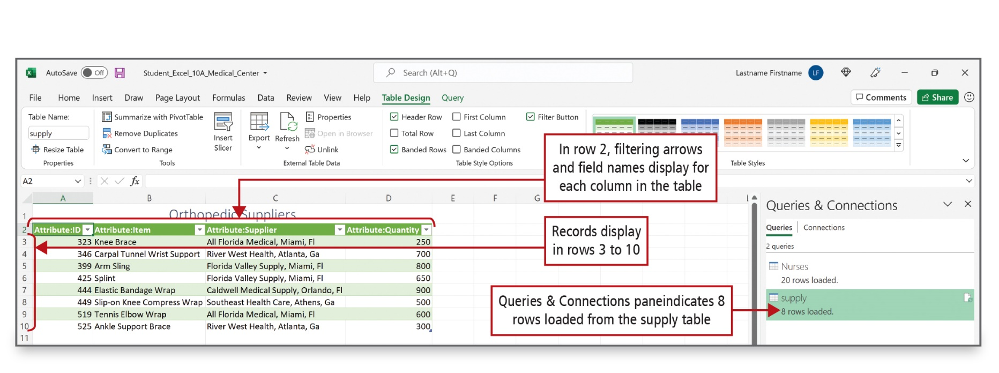 AutoSave Off Student_Excel_10A_Medical_Center Search (Alt+Q) Lastname Firstname LF
File Home Insert Draw Page Layout Formulas Data Review View Help Table Design Query Comments Share
Table Name:
supply
Resize Table
Properties
Summarize with PivotTable
Remove Duplicates
Convert to Range
Tools
Insert
Slicer
Export
Refresh
Properties
Open in Browser
Unlink
External Table Data
Header Row First Column Filter Button
Total Row Last Column
Banded Rows Banded Columns
Table Style Options
Table Styles
In row 2, filtering arrows
and field names display for
each column in the table
A2 fx
A B C D E F G
1 Orthopedic Suppliers
2 Attribute:ID Attribute:Item Attribute:Supplier Attribute:Quantity
3 323 Knee Brace All Florida Medical, Miami, Fl 250
4 346 Carpal Tunnel Wrist Support River West Health, Atlanta, Ga 700
5 399 Arm Sling Florida Valley Supply, Miami, Fl 800
6 425 Splint Florida Valley Supply, Miami, Fl 650
7 444 Elastic Bandage Wrap Caldwell Medical Supply, Orlando, Fl 900
8 449 Slip-on Knee Compress Wrap Southeast Health Care, Athens, Ga 500
9 519 Tennis Elbow Wrap All Florida Medical, Miami, Fl 600
10 525 Ankle Support Brace River West Health, Atlanta, Ga 300
11
Records display
in rows 3 to 10
Queries & Connections paneindicates 8
rows loaded from the supply table
Queries & Connections
Queries Connections
2 queries
Nurses
20 rows loaded.
supply
8 rows loaded.